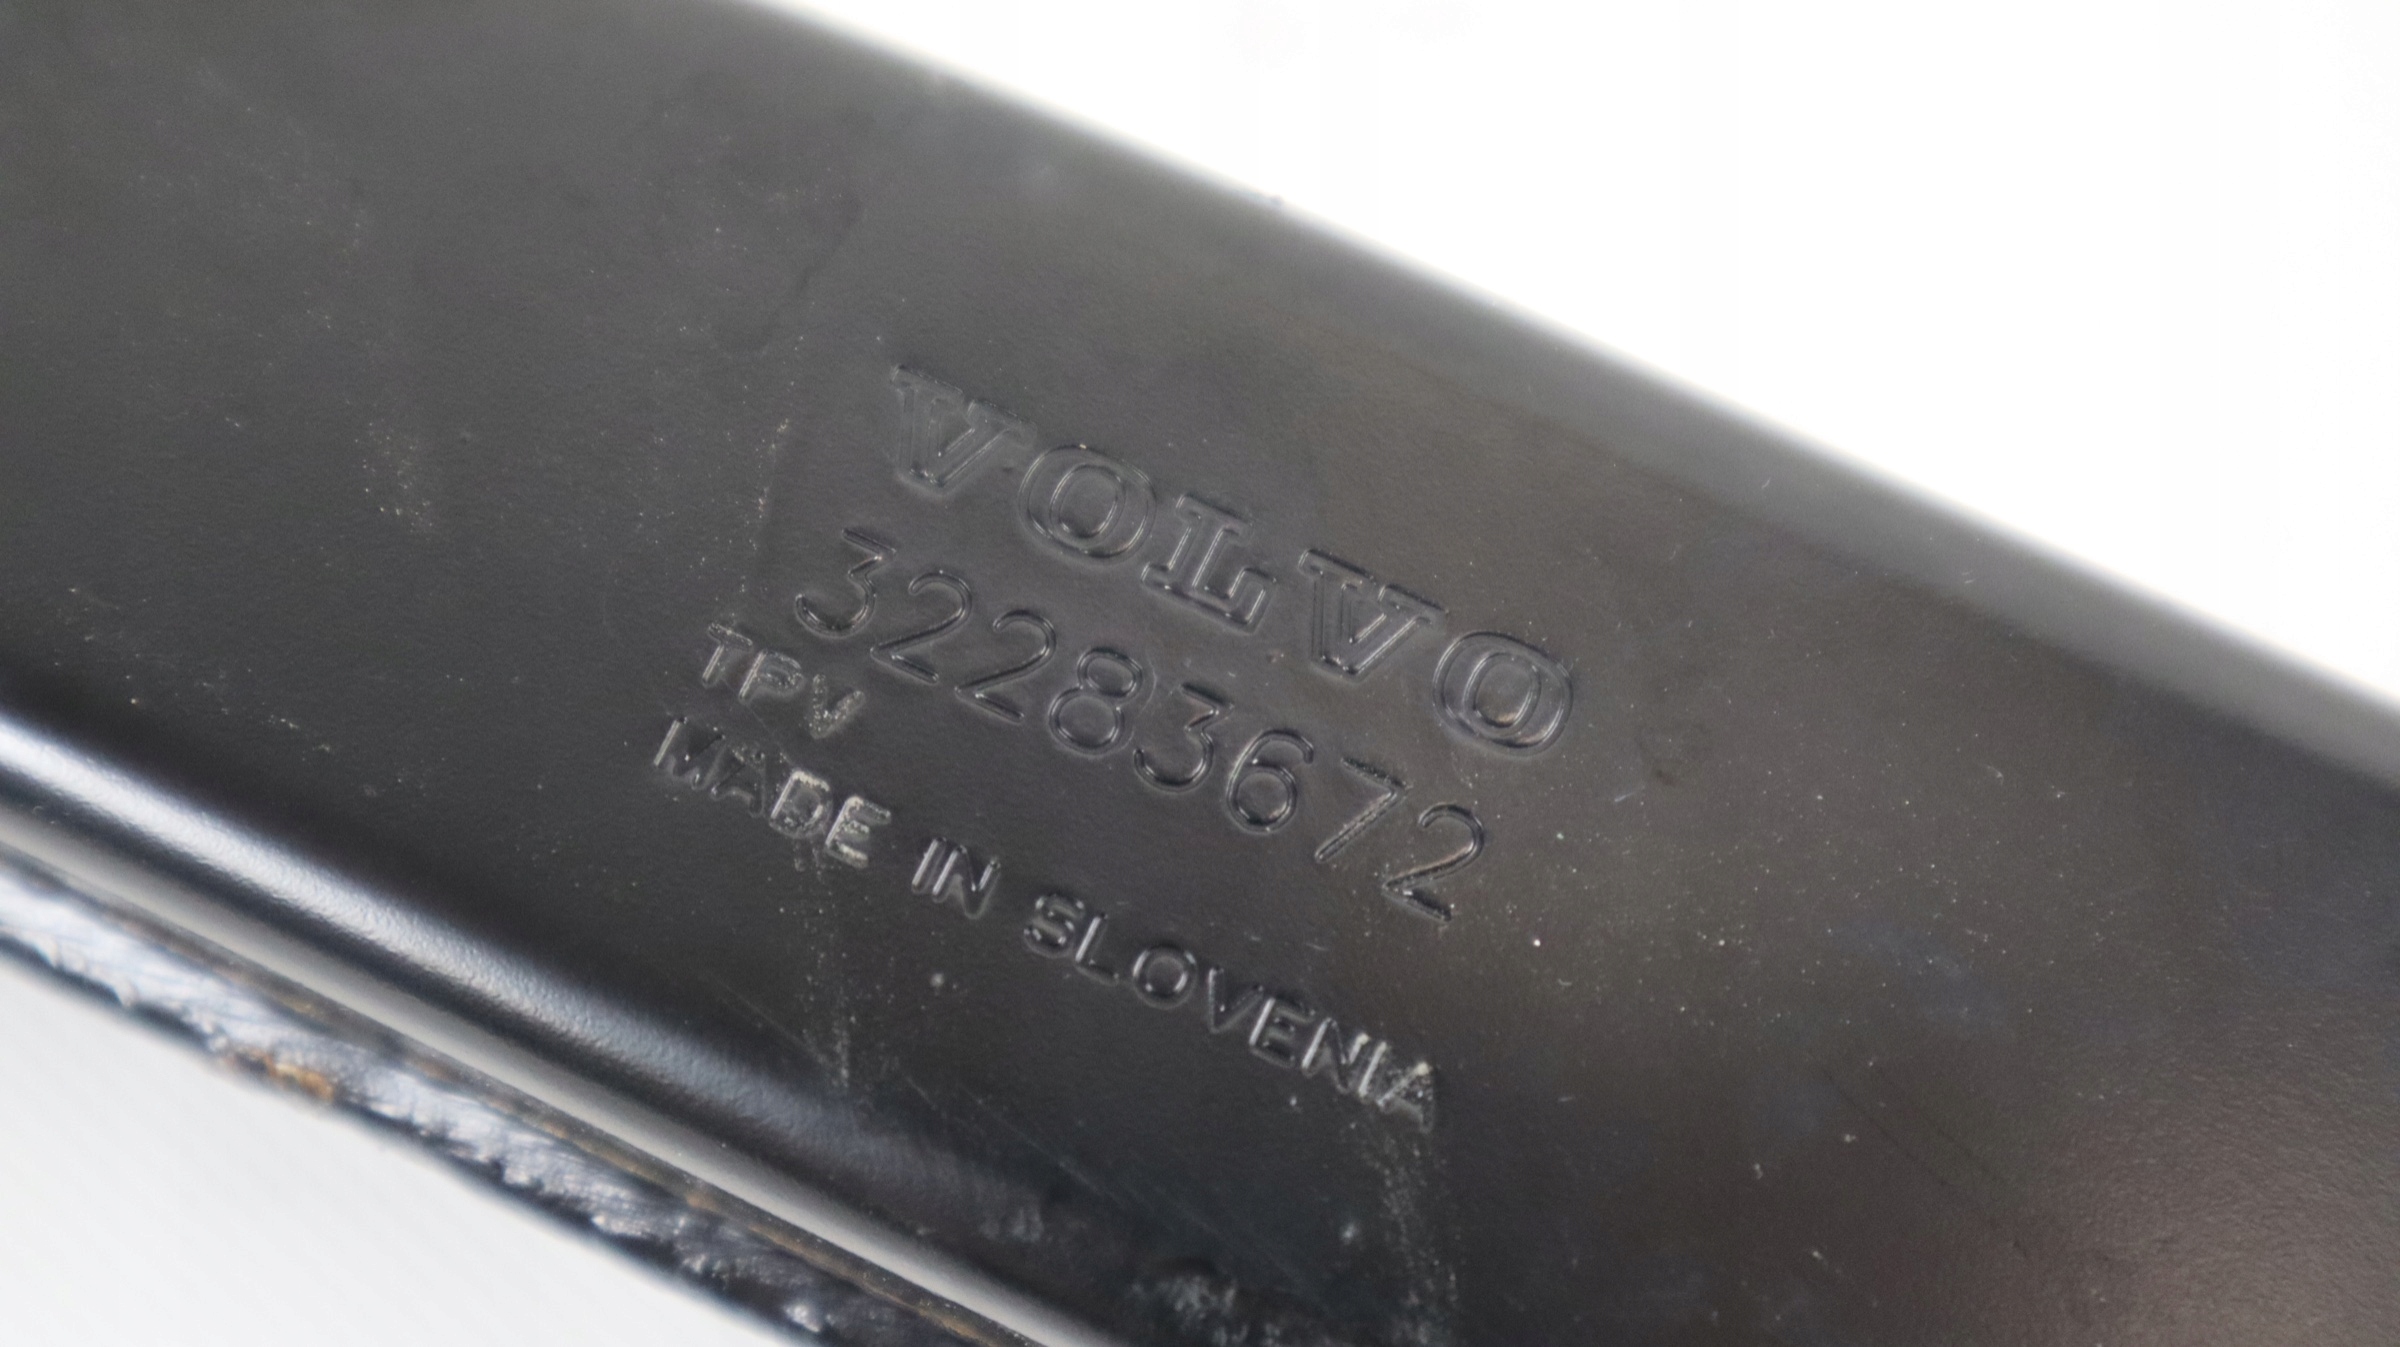 VOLVO
32283672
TPV
MADE IN SLOVENIA